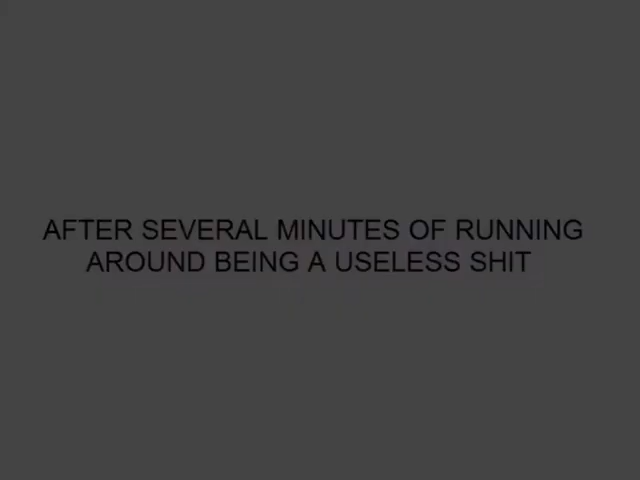 AFTER SEVERAL MINUTES OF RUNNING
AROUND BEING A USELESS SHIT